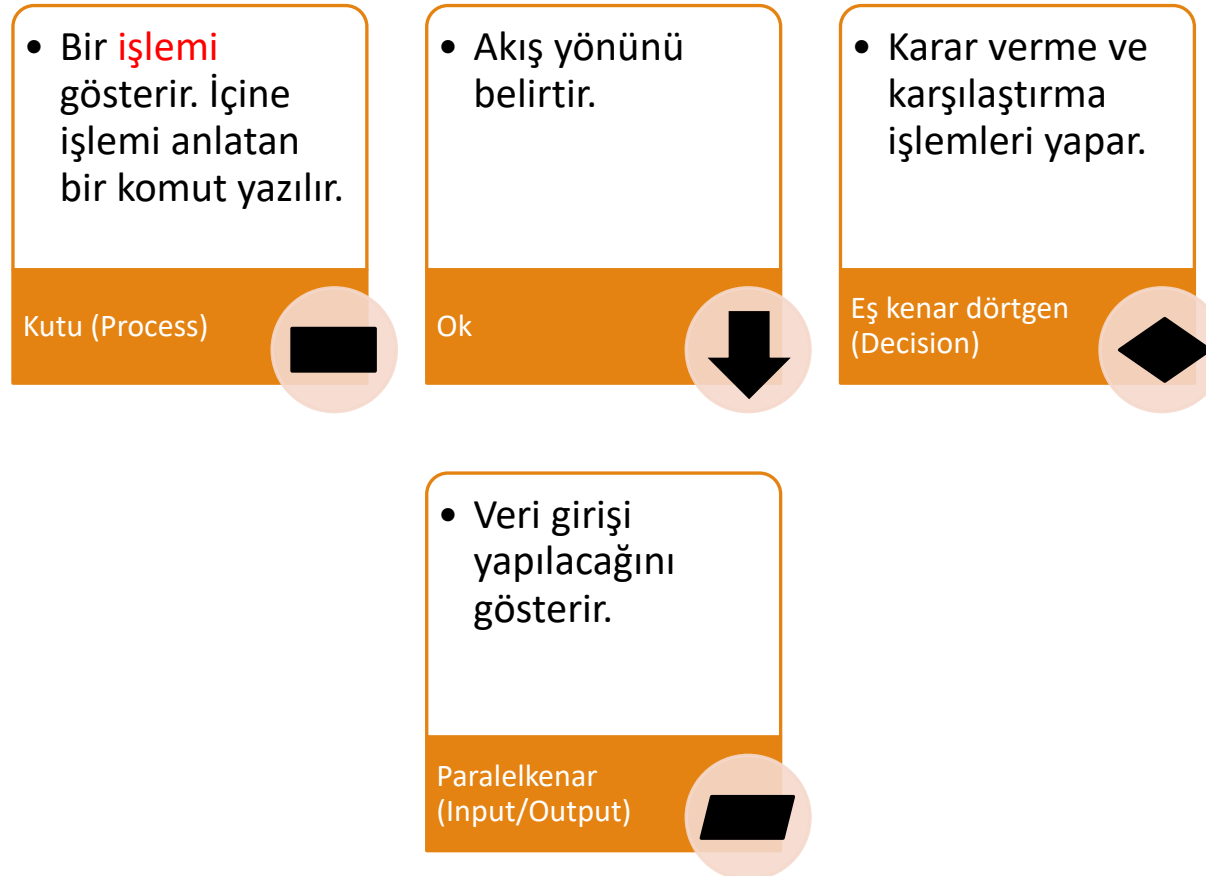 • Bir işlemi
gösterir. İçine
işlemi anlatan
bir komut yazılır.
Kutu (Process)
• Akış yönünü
belirtir.
Ok
• Karar verme ve
karşılaştırma
işlemleri yapar.
Eş kenar dörtgen
(Decision)
• Veri girişi
yapılacağını
gösterir.
Paralelkenar
(Input/Output)